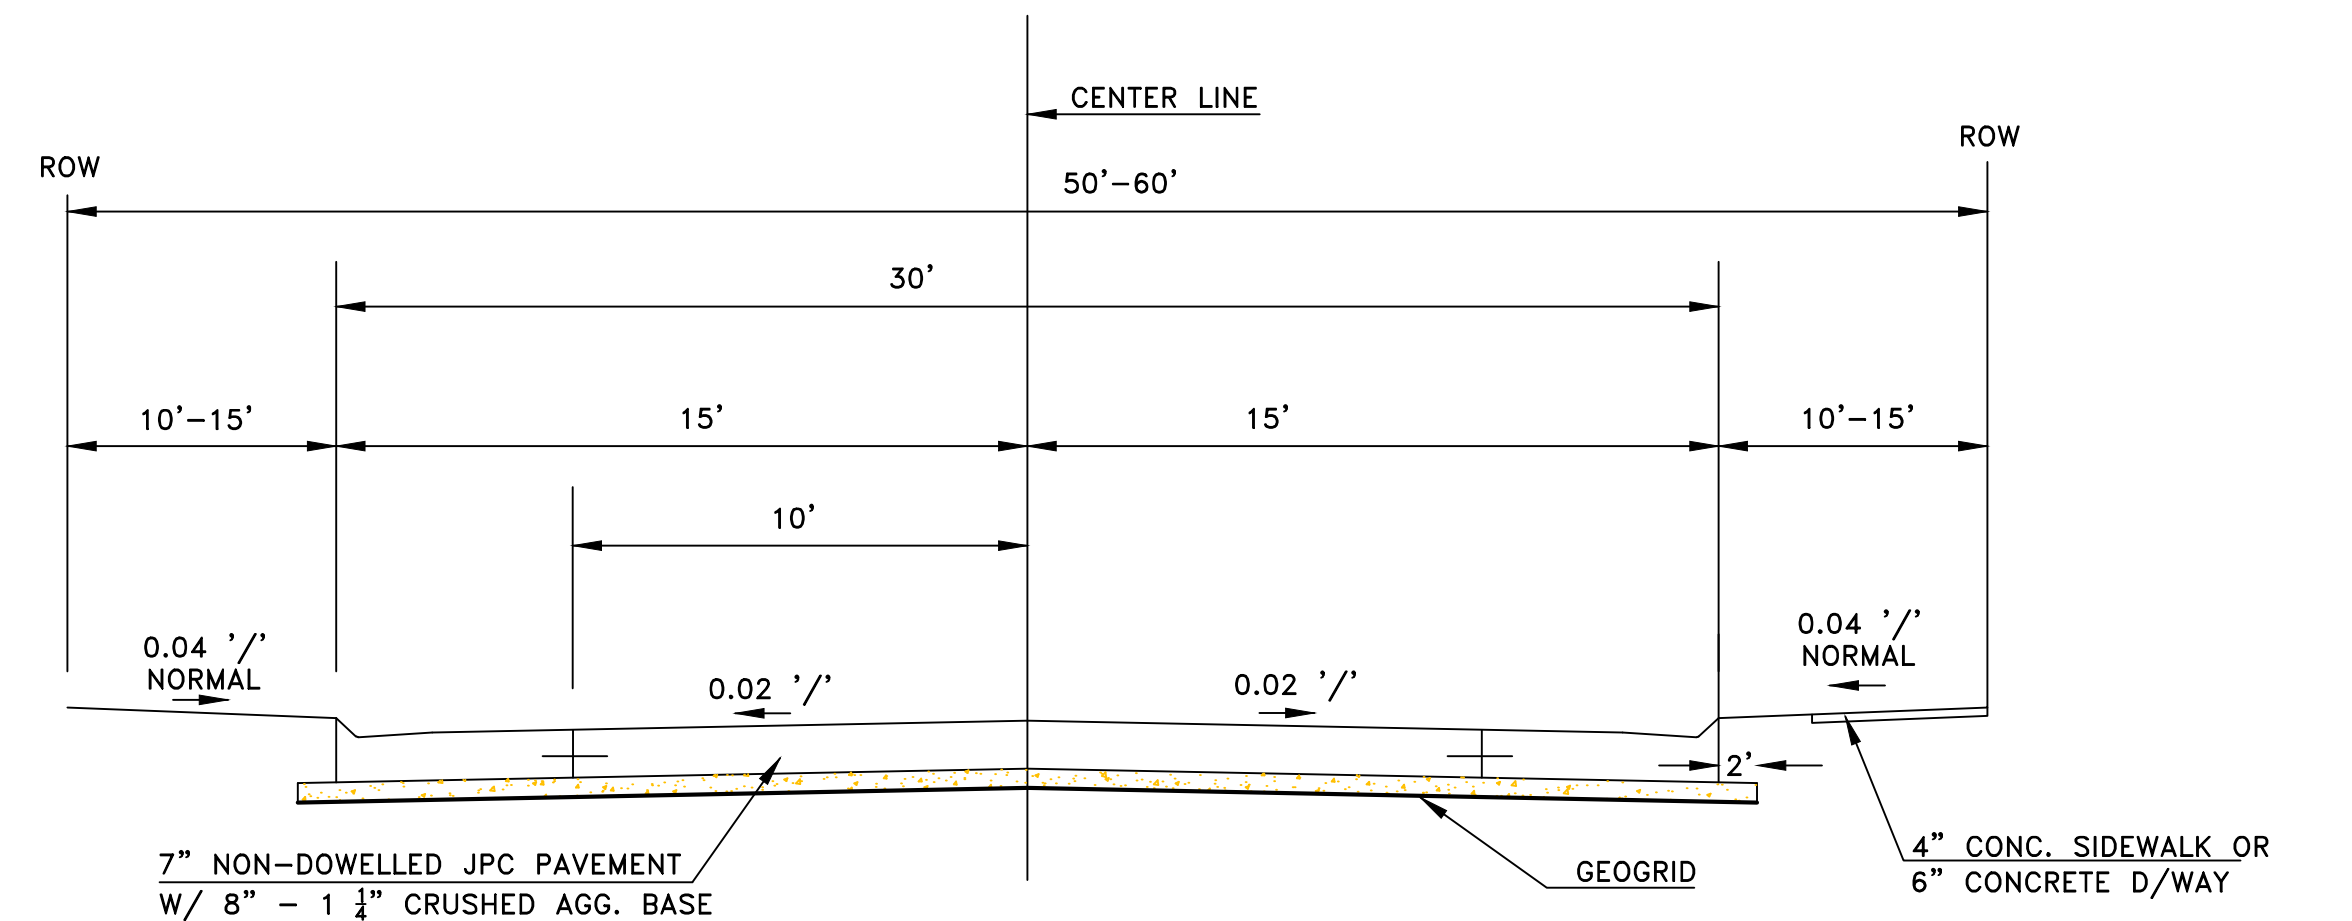 CENTER LINE
ROW
ROW
50'-60'
30'
10'-15'
15'
15'
10'-15'
10'
0.04 '/'
NORMAL
0.02 '/'
0.02 '/'
0.04 '/'
NORMAL
2'
7" NON-DOWELLED JPC PAVEMENT
W/ 8" - 1 1/4" CRUSHED AGG. BASE
GEOGRID
4" CONC. SIDEWALK OR
6" CONCRETE D/WAY